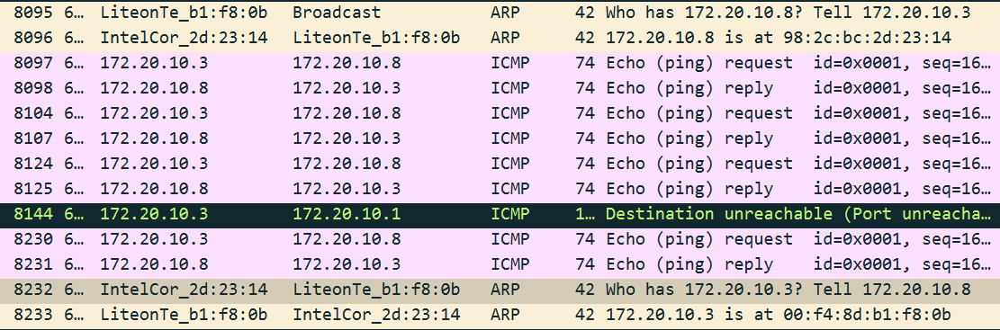 8095 6… LiteonTe_b1:f8:0b Broadcast ARP 42 Who has 172.20.10.8? Tell 172.20.10.3
8096 6… IntelCor_2d:23:14 LiteonTe_b1:f8:0b ARP 42 172.20.10.8 is at 98:2c:bc:2d:23:14
8097 6… 172.20.10.3 172.20.10.8 ICMP 74 Echo (ping) request id=0x0001, seq=16…
8098 6… 172.20.10.8 172.20.10.3 ICMP 74 Echo (ping) reply id=0x0001, seq=16…
8104 6… 172.20.10.3 172.20.10.8 ICMP 74 Echo (ping) request id=0x0001, seq=16…
8107 6… 172.20.10.8 172.20.10.3 ICMP 74 Echo (ping) reply id=0x0001, seq=16…
8124 6… 172.20.10.3 172.20.10.8 ICMP 74 Echo (ping) request id=0x0001, seq=16…
8125 6… 172.20.10.8 172.20.10.3 ICMP 74 Echo (ping) reply id=0x0001, seq=16…
8144 6… 172.20.10.3 172.20.10.1 ICMP 1… Destination unreachable (Port unreacha…
8230 6… 172.20.10.3 172.20.10.8 ICMP 74 Echo (ping) request id=0x0001, seq=16…
8231 6… 172.20.10.8 172.20.10.3 ICMP 74 Echo (ping) reply id=0x0001, seq=16…
8232 6… IntelCor_2d:23:14 LiteonTe_b1:f8:0b ARP 42 Who has 172.20.10.3? Tell 172.20.10.8
8233 6… LiteonTe_b1:f8:0b IntelCor_2d:23:14 ARP 42 172.20.10.3 is at 00:f4:8d:b1:f8:0b